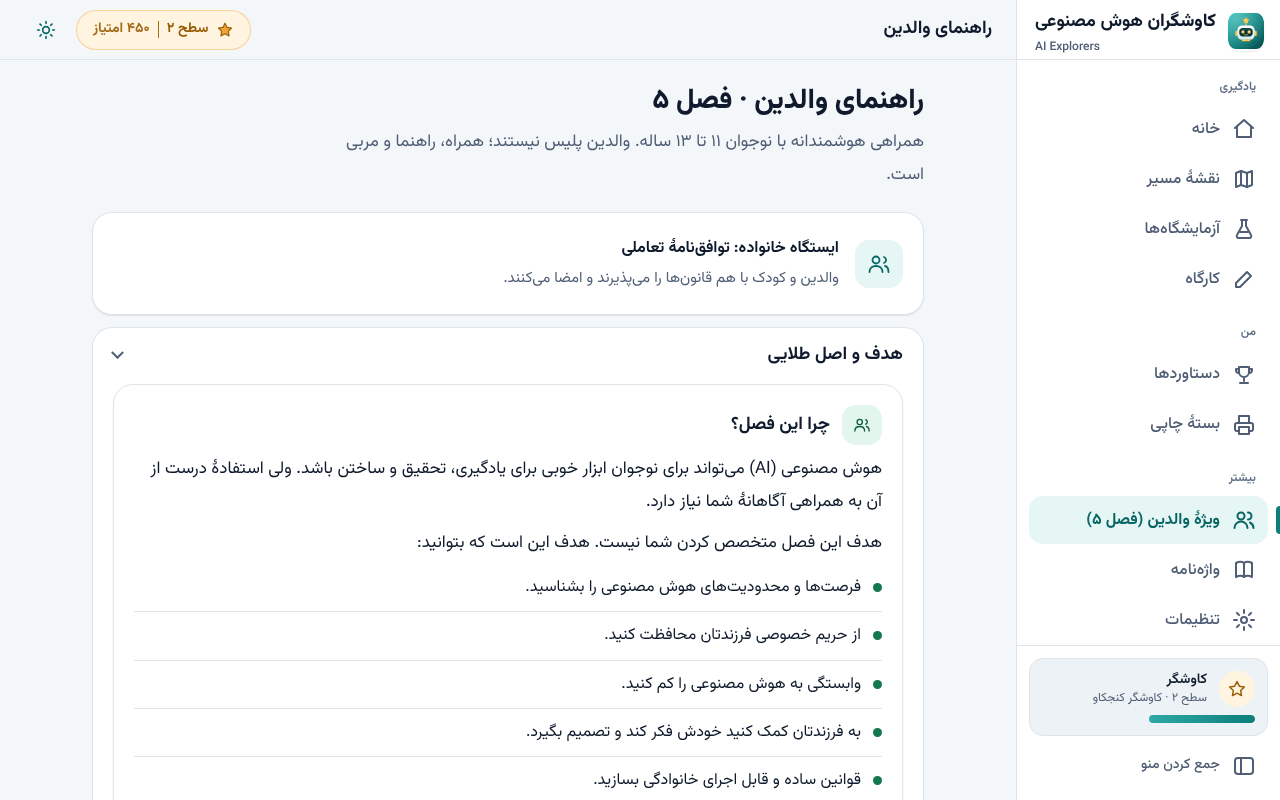 کاوشگران هوش مصنوعی
AI Explorers
یادگیری
خانه
نقشهٔ مسیر
آزمایشگاه‌ها
کارگاه
من
دستاوردها
بستهٔ چاپی
بیشتر
ویژهٔ والدین (فصل ۵)
واژه‌نامه
تنظیمات
کاوشگر
سطح ۲ · کاوشگر کنجکاو
جمع کردن منو
راهنمای والدین
سطح ۲ | ۴۵۰ امتیاز
راهنمای والدین · فصل ۵
همراهی هوشمندانه با نوجوان ۱۱ تا ۱۳ ساله. والدین پلیس نیستند؛ همراه، راهنما و مربی
است.
ایستگاه خانواده: توافق‌نامهٔ تعاملی
والدین و کودک با هم قانون‌ها را می‌پذیرند و امضا می‌کنند.
هدف و اصل طلایی
چرا این فصل؟
هوش مصنوعی (AI) می‌تواند برای نوجوان ابزار خوبی برای یادگیری، تحقیق و ساختن باشد. ولی استفادهٔ درست از
آن به همراهی آگاهانهٔ شما نیاز دارد.
هدف این فصل متخصص کردن شما نیست. هدف این است که بتوانید:
فرصت‌ها و محدودیت‌های هوش مصنوعی را بشناسید.
از حریم خصوصی فرزندتان محافظت کنید.
وابستگی به هوش مصنوعی را کم کنید.
به فرزندتان کمک کنید خودش فکر کند و تصمیم بگیرد.
قوانین ساده و قابل اجرای خانوادگی بسازید.